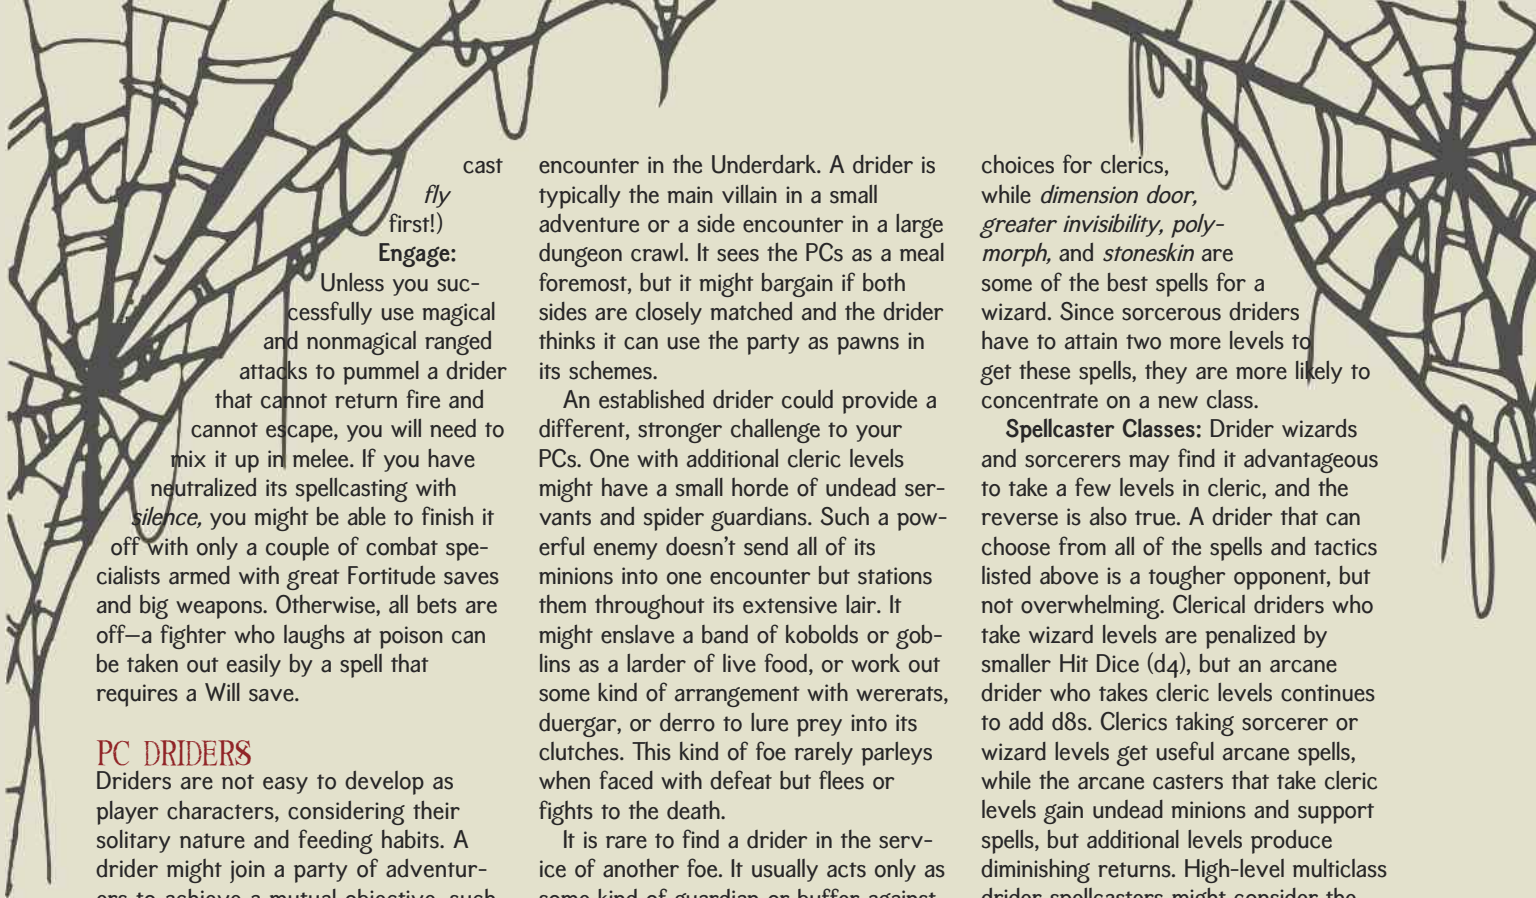 cast
fly
first!)
Engage:
Unless you suc-
cessfully use magical
and nonmagical ranged
attacks to pummel a drider
that cannot return fire and
cannot escape, you will need to
mix it up in melee. If you have
neutralized its spellcasting with
silence, you might be able to finish it
off with only a couple of combat spe-
cialists armed with great Fortitude saves
and big weapons. Otherwise, all bets are
off—a fighter who laughs at poison can
be taken out easily by a spell that
requires a Will save.
PC DRIDERS
Driders are not easy to develop as
player characters, considering their
solitary nature and feeding habits. A
drider might join a party of adventur-
ers to achieve a mutual objective, such
encounter in the Underdark. A drider is
typically the main villain in a small
adventure or a side encounter in a large
dungeon crawl. It sees the PCs as a meal
foremost, but it might bargain if both
sides are closely matched and the drider
thinks it can use the party as pawns in
its schemes.
An established drider could provide a
different, stronger challenge to your
PCs. One with additional cleric levels
might have a small horde of undead ser-
vants and spider guardians. Such a pow-
erful enemy doesn't send all of its
minions into one encounter but stations
them throughout its extensive lair. It
might enslave a band of kobolds or gob-
lins as a larder of live food, or work out
some kind of arrangement with wererats,
duergar, or derro to lure prey into its
clutches. This kind of foe rarely parleys
when faced with defeat but flees or
fights to the death.
It is rare to find a drider in the serv-
ice of another foe. It usually acts only as
some kind of guardian or buffer against
choices for clerics,
while dimension door,
greater invisibility, poly-
morph, and stoneskin are
some of the best spells for a
wizard. Since sorcerous driders
have to attain two more levels to
get these spells, they are more likely to
concentrate on a new class.
Spellcaster Classes: Drider wizards
and sorcerers may find it advantageous
to take a few levels in cleric, and the
reverse is also true. A drider that can
choose from all of the spells and tactics
listed above is a tougher opponent, but
not overwhelming. Clerical driders who
take wizard levels are penalized by
smaller Hit Dice (d4), but an arcane
drider who takes cleric levels continues
to add d8s. Clerics taking sorcerer or
wizard levels get useful arcane spells,
while the arcane casters that take cleric
levels gain undead minions and support
spells, but additional levels produce
diminishing returns. High-level multiclass
drider spellcasters might consider the